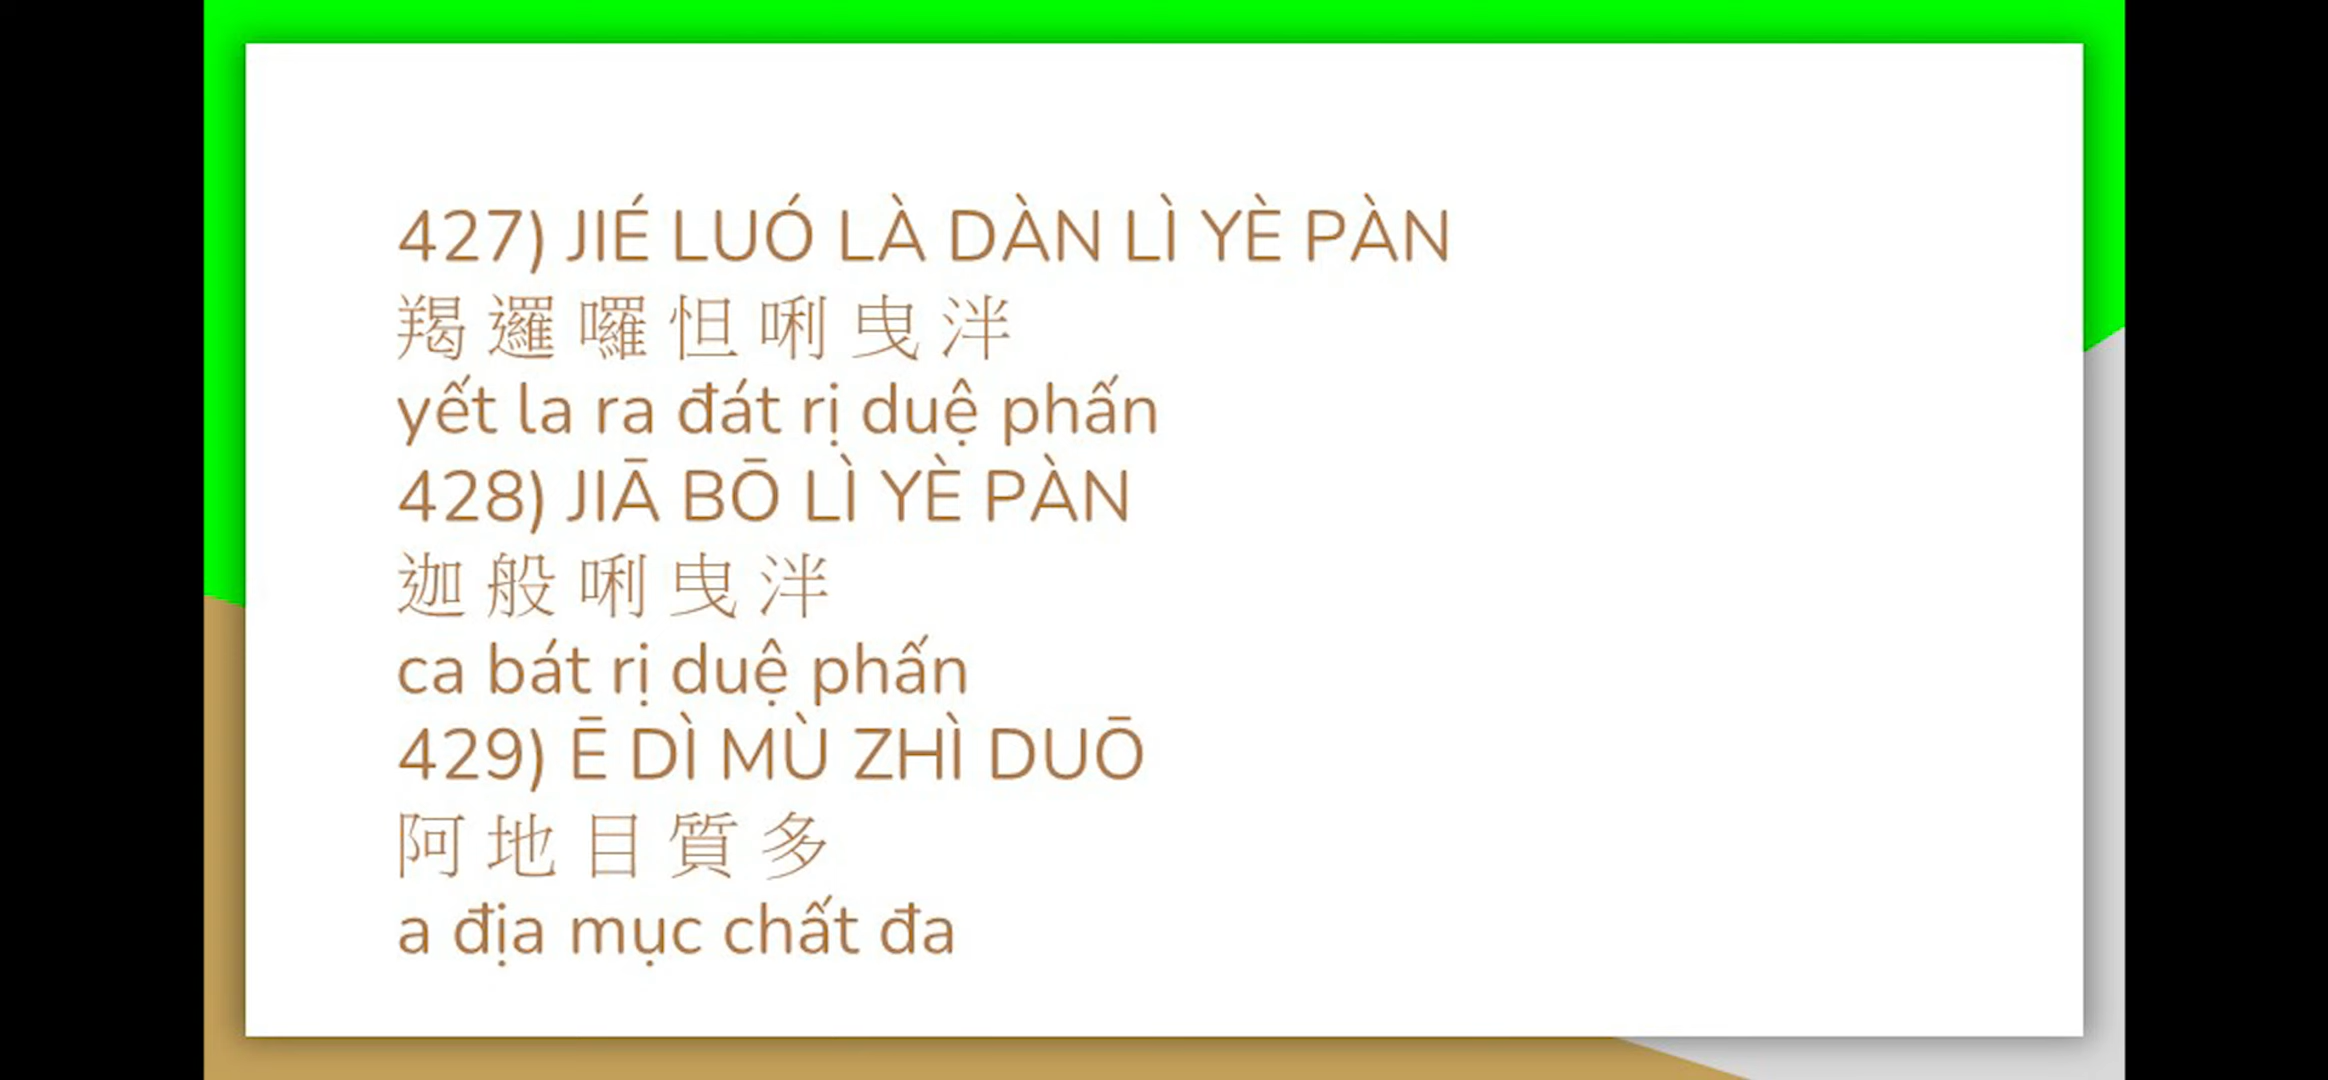 427) JIÉ LUÓ LÀ DÀN LÌ YÈ PÀN
羯 邏 囉 怛 唎 曳 泮
yết la ra đát rị duệ phấn
428) JIĀ BŌ LÌ YÈ PÀN
迦 般 唎 曳 泮
ca bát rị duệ phấn
429) Ē DÌ MÙ ZHÌ DUŌ
阿 地 目 質 多
a địa mục chất đa